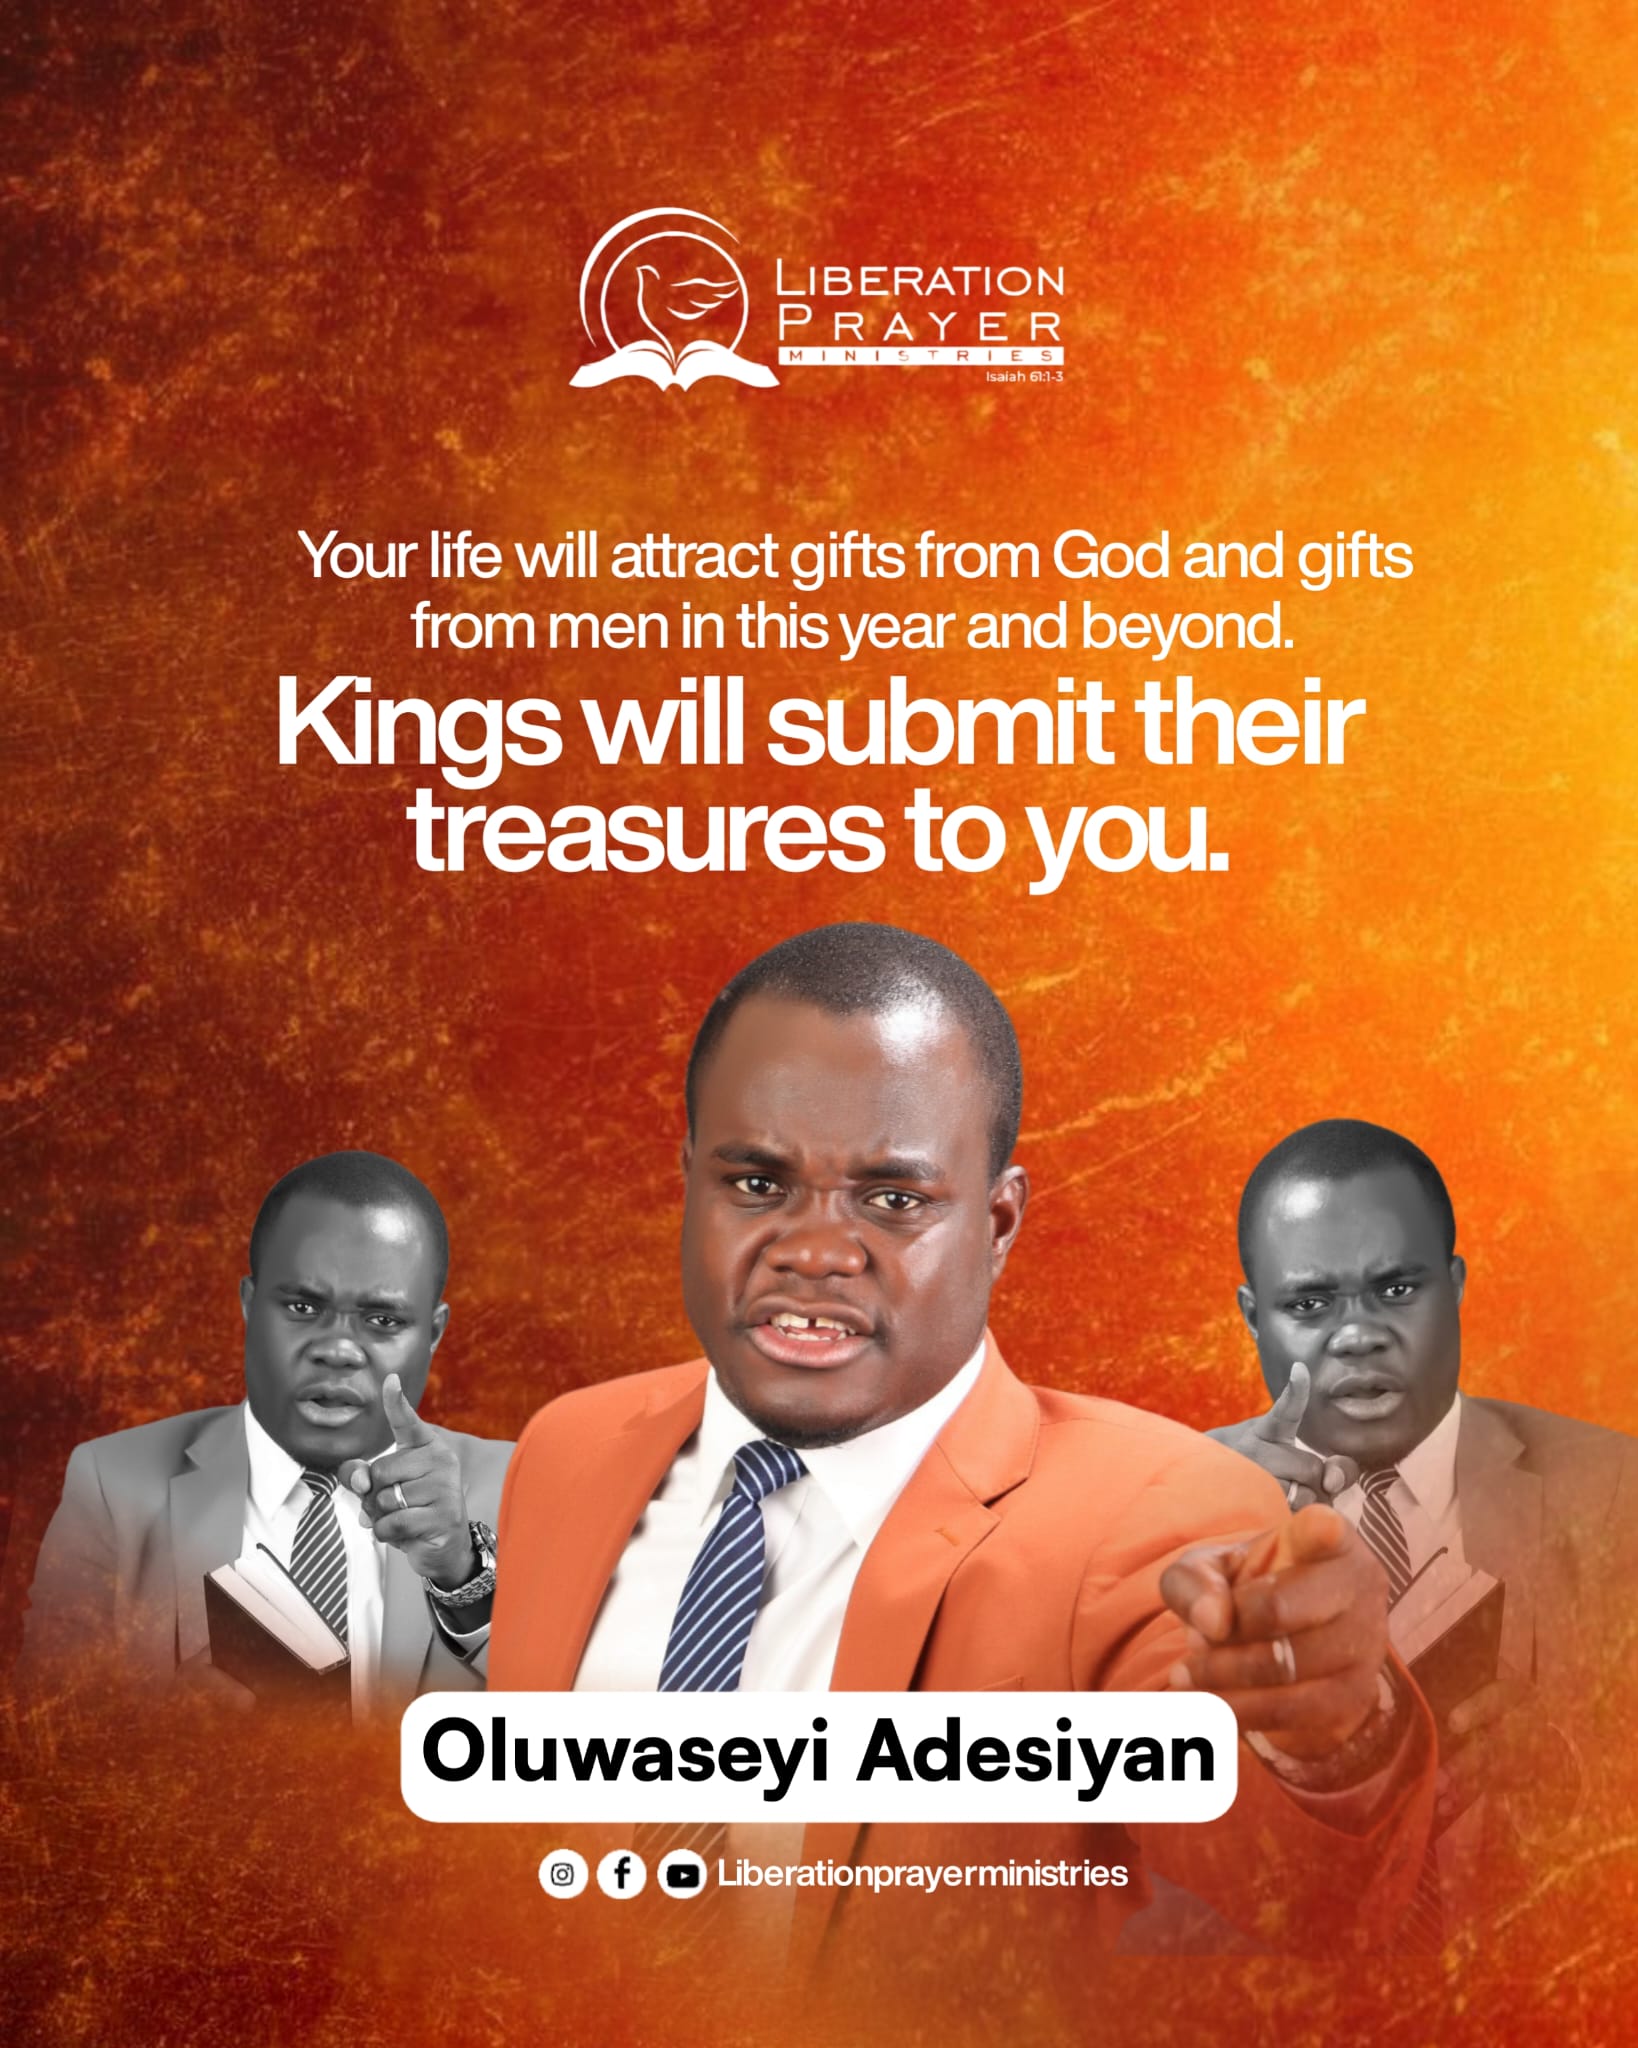 LIBERATION
PRAYER
MINISTRIES
Isaiah 61:1-3
Your life will attract gifts from God and gifts
from men in this year and beyond.
Kings will submit their
treasures to you.
Oluwaseyi Adesiyan
Liberationprayerministries